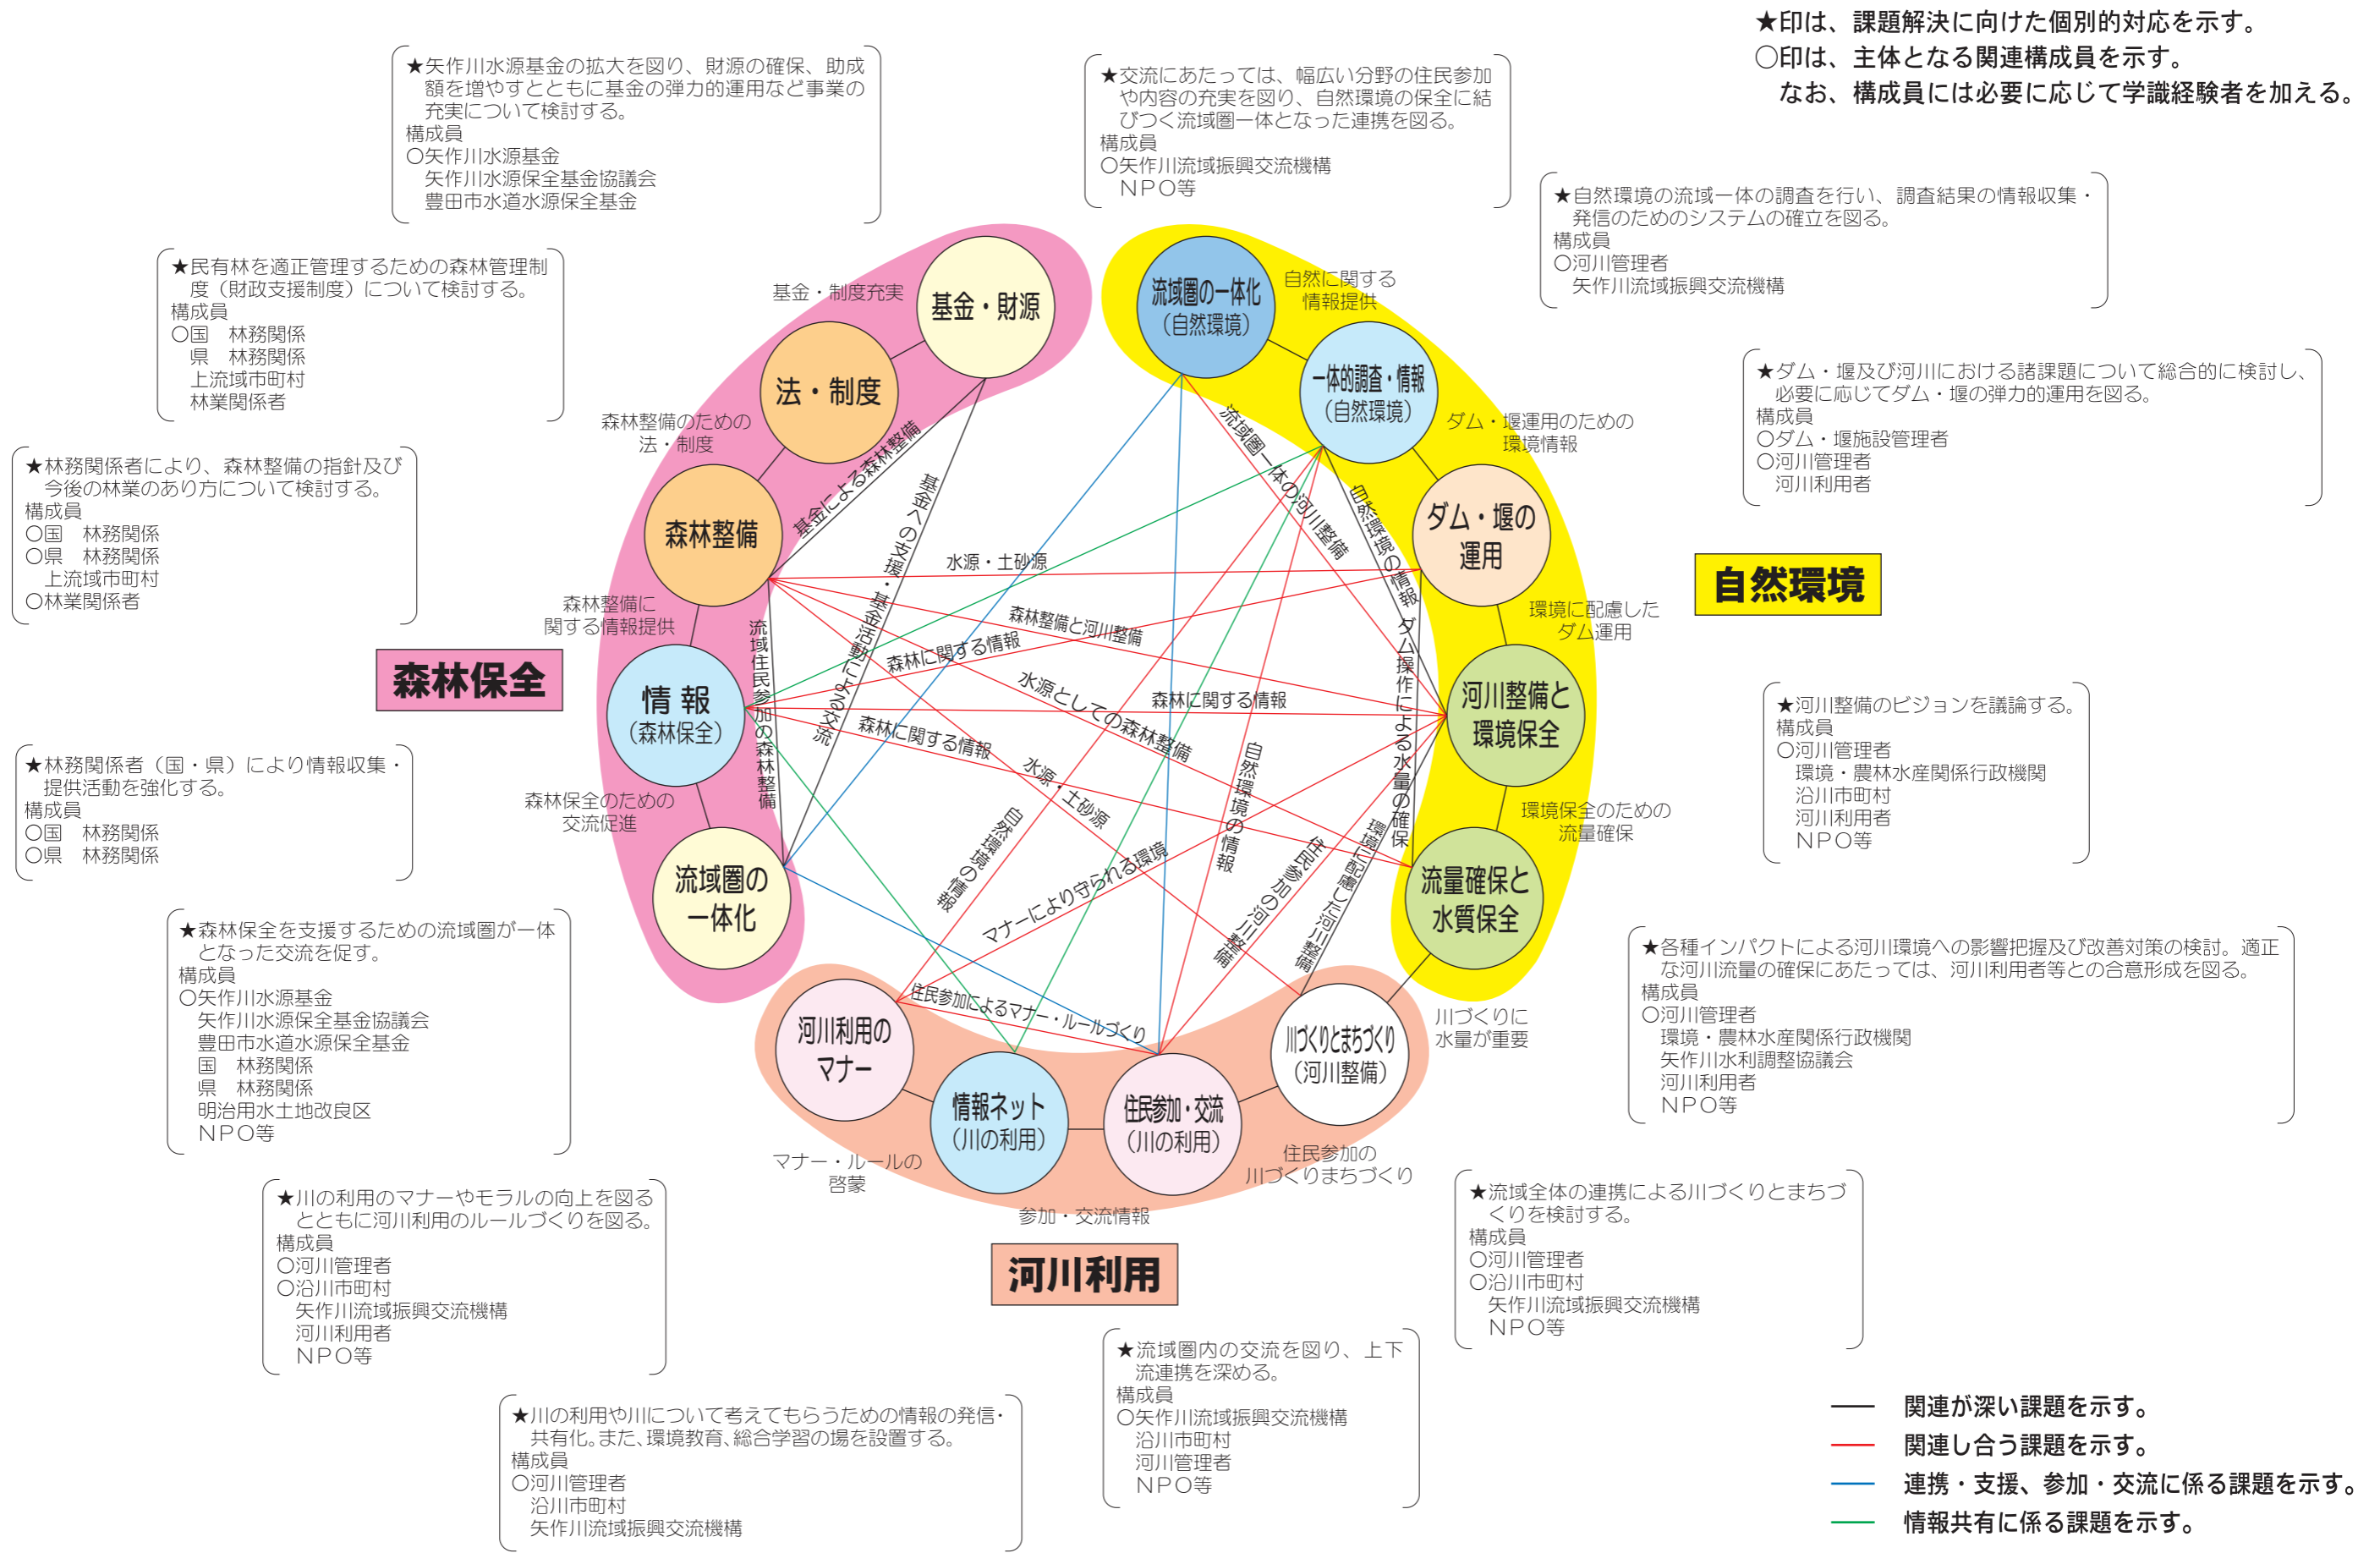 ★印は、課題解決に向けた個別的対応を示す。
○印は、主体となる関連構成員を示す。
なお、構成員には必要に応じて学識経験者を加える。
★矢作川水源基金の拡大を図り、財源の確保、助成
額を増やすとともに基金の弾力的運用など事業の
充実について検討する。
構成員
○矢作川水源基金
矢作川水源保全基金協議会
豊田市水道水源保全基金
★交流にあたっては、幅広い分野の住民参加
や内容の充実を図り、自然環境の保全に結
びつく流域圏一体となった連携を図る。
構成員
○矢作川流域振興交流機構
NPO等
★自然環境の流域一体の調査を行い、調査結果の情報収集・
発信のためのシステムの確立を図る。
構成員
○河川管理者
矢作川流域振興交流機構
★民有林を適正管理するための森林管理制
度（財政支援制度）について検討する。
構成員
○国　林務関係
県　林務関係
上流域市町村
林業関係者
★ダム・堰及び河川における諸課題について総合的に検討し、
必要に応じてダム・堰の弾力的運用を図る。
構成員
○ダム・堰施設管理者
○河川管理者
河川利用者
★林務関係者により、森林整備の指針及び
今後の林業のあり方について検討する。
構成員
○国　林務関係
○県　林務関係
上流域市町村
○林業関係者
基金・財源
基金・制度充実
法・制度
森林整備のための
法・制度
森林整備
森林整備に
関する情報提供
森林保全
情 報
（森林保全）
森林保全のための
交流促進
流域圏の
一体化
流域圏の一体化
（自然環境）
自然に関する
情報提供
一体的調査・情報
（自然環境）
ダム・堰運用のための
環境情報
ダム・堰の
運用
自然環境
環境に配慮した
ダム運用
河川整備と
環境保全
環境保全のための
流量確保
流量確保と
水質保全
川づくりに
水量が重要
基金による森林整備
基金への支援・基金活動による交流
流域住民参加の森林整備
流域圏一体の河川整備
自然環境の情報
ダム操作による水量の確保
水源・土砂源
森林整備と河川整備
森林に関する情報
森林に関する情報
水源としての森林整備
森林に関する情報
水源・土砂源
自然環境の情報
自然環境の情報
マナーにより守られる環境
住民参加の河川整備
環境に配慮した河川整備
住民参加によるマナー・ルールづくり
河川利用の
マナー
マナー・ルールの
啓蒙
情報ネット
（川の利用）
参加・交流情報
住民参加・交流
（川の利用）
住民参加の
川づくりまちづくり
川づくりとまちづくり
（河川整備）
河川利用
★林務関係者（国・県）により情報収集・
提供活動を強化する。
構成員
○国　林務関係
○県　林務関係
★河川整備のビジョンを議論する。
構成員
○河川管理者
環境・農林水産関係行政機関
沿川市町村
河川利用者
NPO等
★森林保全を支援するための流域圏が一体
となった交流を促す。
構成員
○矢作川水源基金
矢作川水源保全基金協議会
豊田市水道水源保全基金
国　林務関係
県　林務関係
明治用水土地改良区
NPO等
★各種インパクトによる河川環境への影響把握及び改善対策の検討。適正
な河川流量の確保にあたっては、河川利用者等との合意形成を図る。
構成員
○河川管理者
環境・農林水産関係行政機関
矢作川水利調整協議会
河川利用者
NPO等
★川の利用のマナーやモラルの向上を図る
とともに河川利用のルールづくりを図る。
構成員
○河川管理者
○沿川市町村
矢作川流域振興交流機構
河川利用者
NPO等
★流域全体の連携による川づくりとまちづ
くりを検討する。
構成員
○河川管理者
○沿川市町村
矢作川流域振興交流機構
NPO等
★流域圏内の交流を図り、上下
流連携を深める。
構成員
○矢作川流域振興交流機構
沿川市町村
河川管理者
NPO等
★川の利用や川について考えてもらうための情報の発信・
共有化。また、環境教育、総合学習の場を設置する。
構成員
○河川管理者
沿川市町村
矢作川流域振興交流機構
関連が深い課題を示す。
関連し合う課題を示す。
連携・支援、参加・交流に係る課題を示す。
情報共有に係る課題を示す。